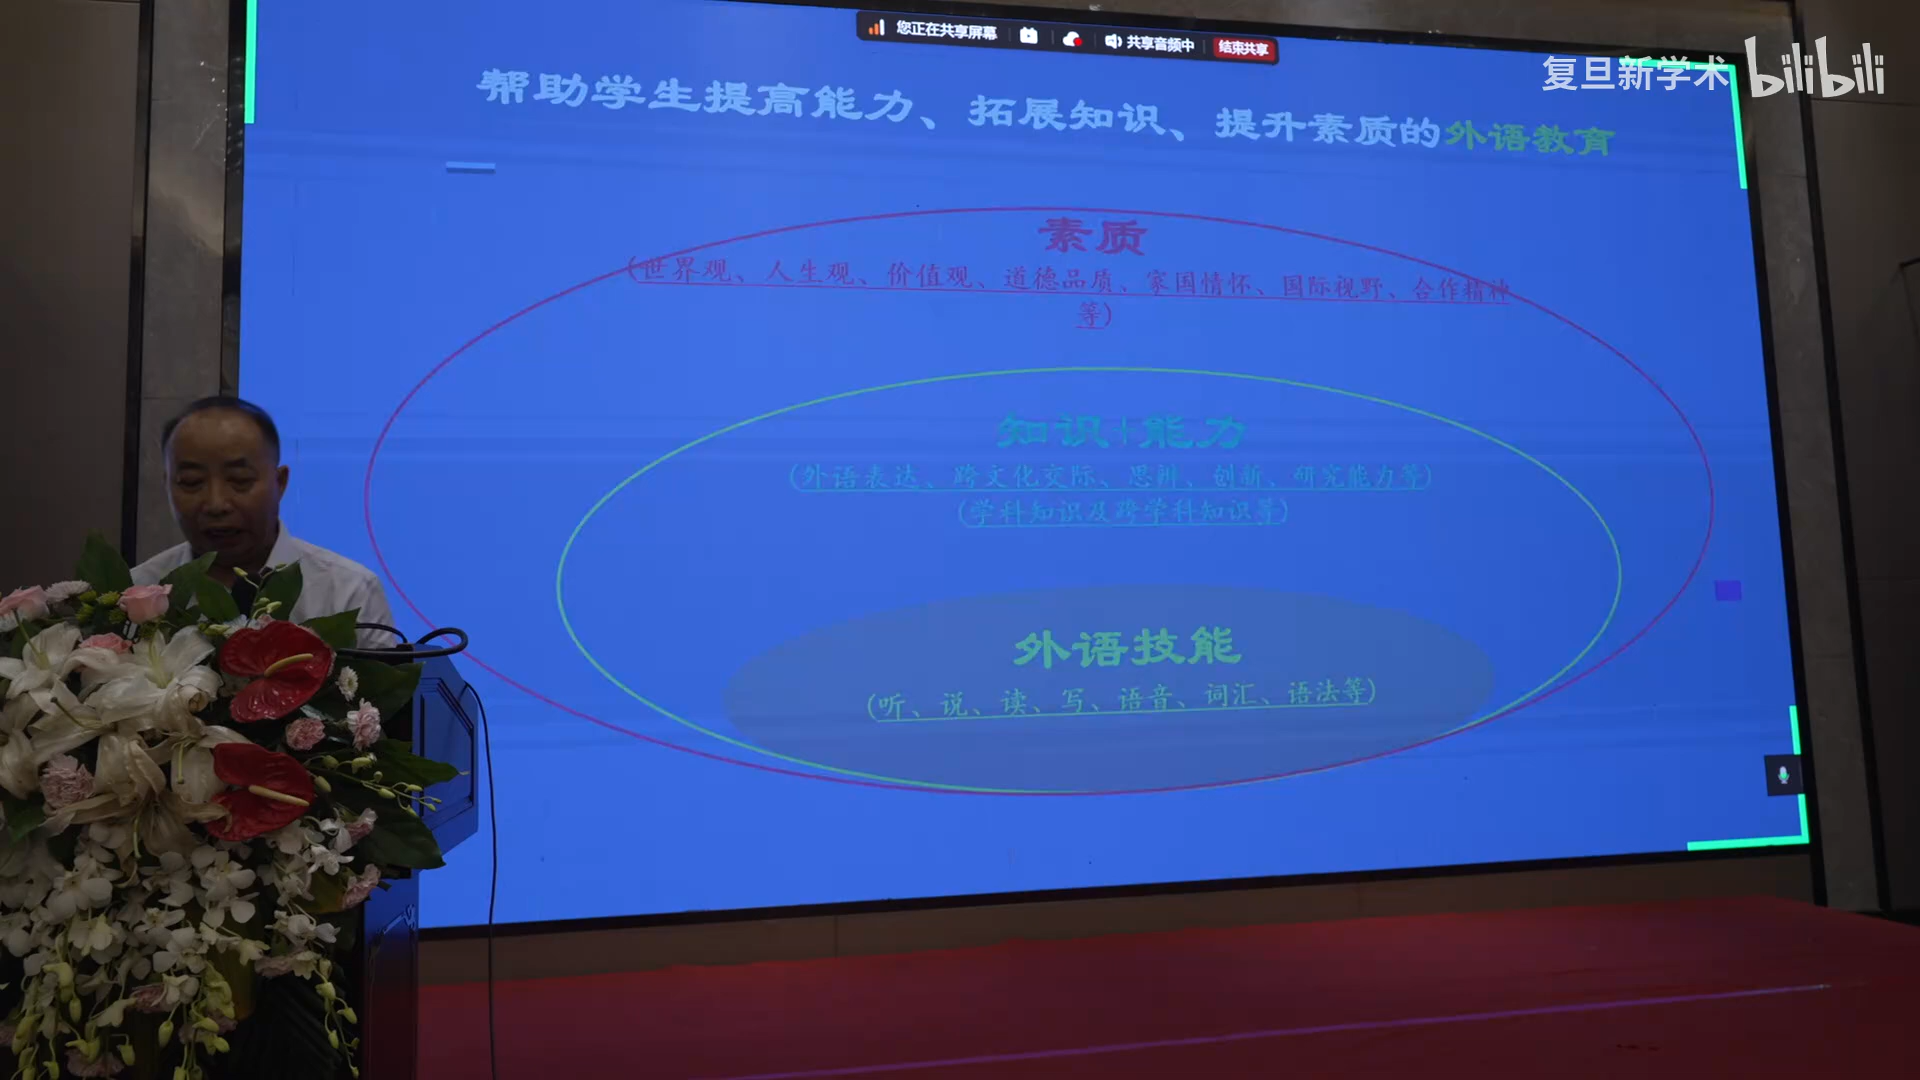 您正在共享屏幕 共享音频中 结束共享
复旦新学术 bilibili
帮助学生提高能力、拓展知识、提升素质的外语教育
素质
(世界观、人生观、价值观、道德品质、家国情怀、国际视野、合作精神
等)
知识+能力
(外语表达、跨文化交际、思辨、创新、研究能力等)
(学科知识及跨学科知识等)
外语技能
(听、说、读、写、语音、词汇、语法等)